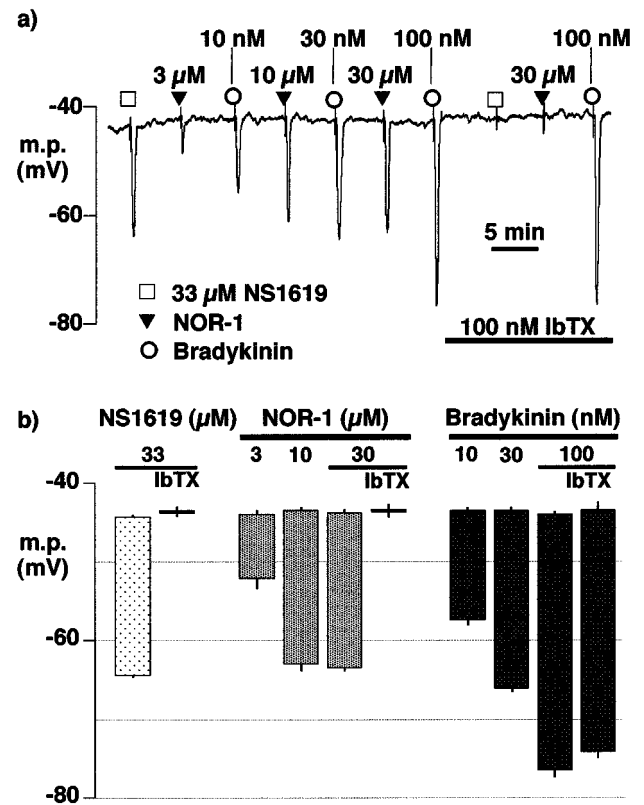 a)
10 nM 30 nM 100 nM 100 nM
3 µM 10 µM 30 µM 30 µM
-40
m.p.
(mV)
-60
5 min
33 µM NS1619
NOR-1
Bradykinin
-80
100 nM IbTX
b)
NS1619 (µM) NOR-1 (µM) Bradykinin (nM)
33 3 10 30 10 30 100
IbTX IbTX IbTX
-40
m.p.
(mV)
-60
-80